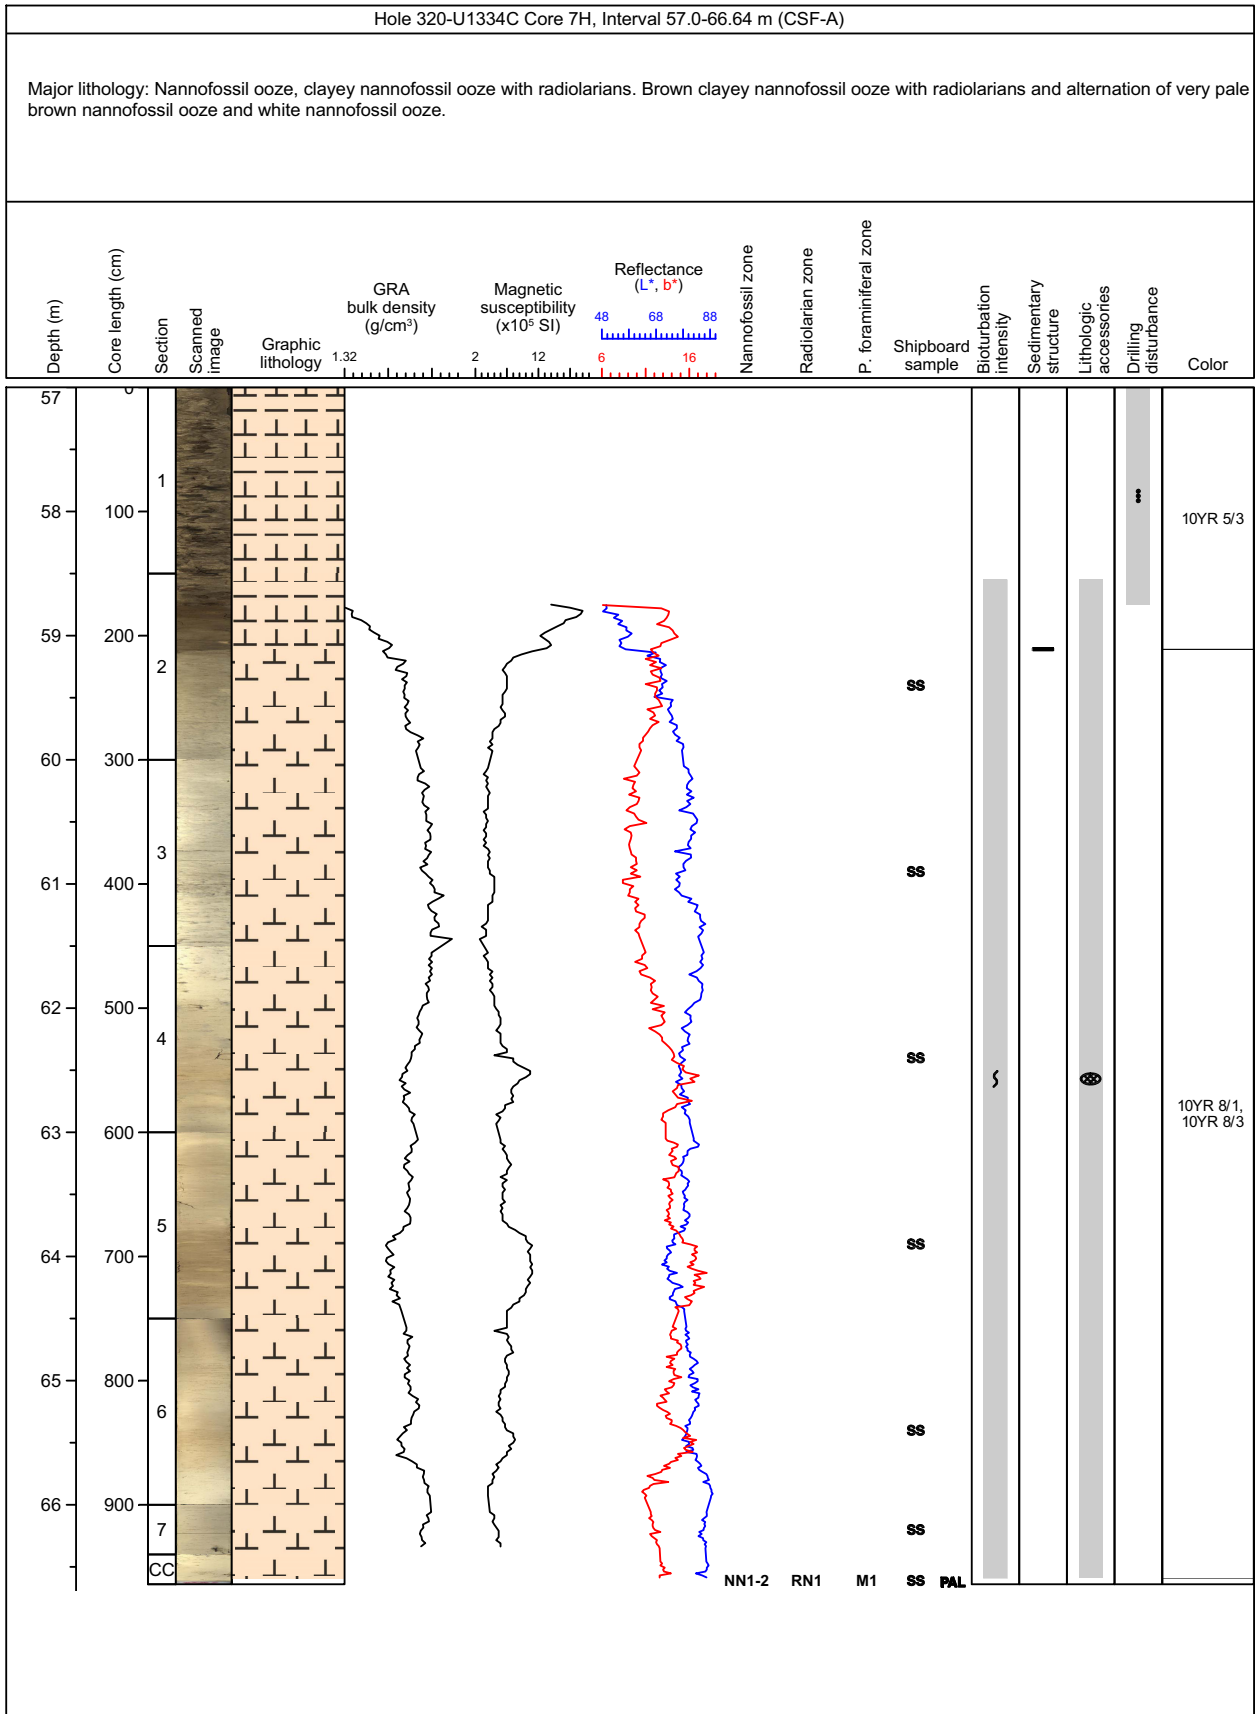 Hole 320-U1334C Core 7H, Interval 57.0-66.64 m (CSF-A)
Major lithology: Nannofossil ooze, clayey nannofossil ooze with radiolarians. Brown clayey nannofossil ooze with radiolarians and alternation of very pale
brown nannofossil ooze and white nannofossil ooze.
Depth (m)
Core length (cm)
Section
Scanned
image
Graphic
lithology
GRA
bulk density
(g/cm³)
1.32
Magnetic
susceptibility
(x10⁵ SI)
2 12
Reflectance
(L*, b*)
48 68 88
6 16
Nannofossil zone
Radiolarian zone
P. foraminiferal zone
Shipboard
sample
Bioturbation
intensity
Sedimentary
structure
Lithologic
accessories
Drilling
disturbance
Color
57 0
1
58 100 10YR 5/3
59 200
2
SS
60 300
3
61 400 SS
62 500
4 SS
10YR 8/1,
10YR 8/3
63 600
5 SS
64 700
65 800
6 SS
66 900
7 SS
CC
NN1-2 RN1 M1 SS PAL